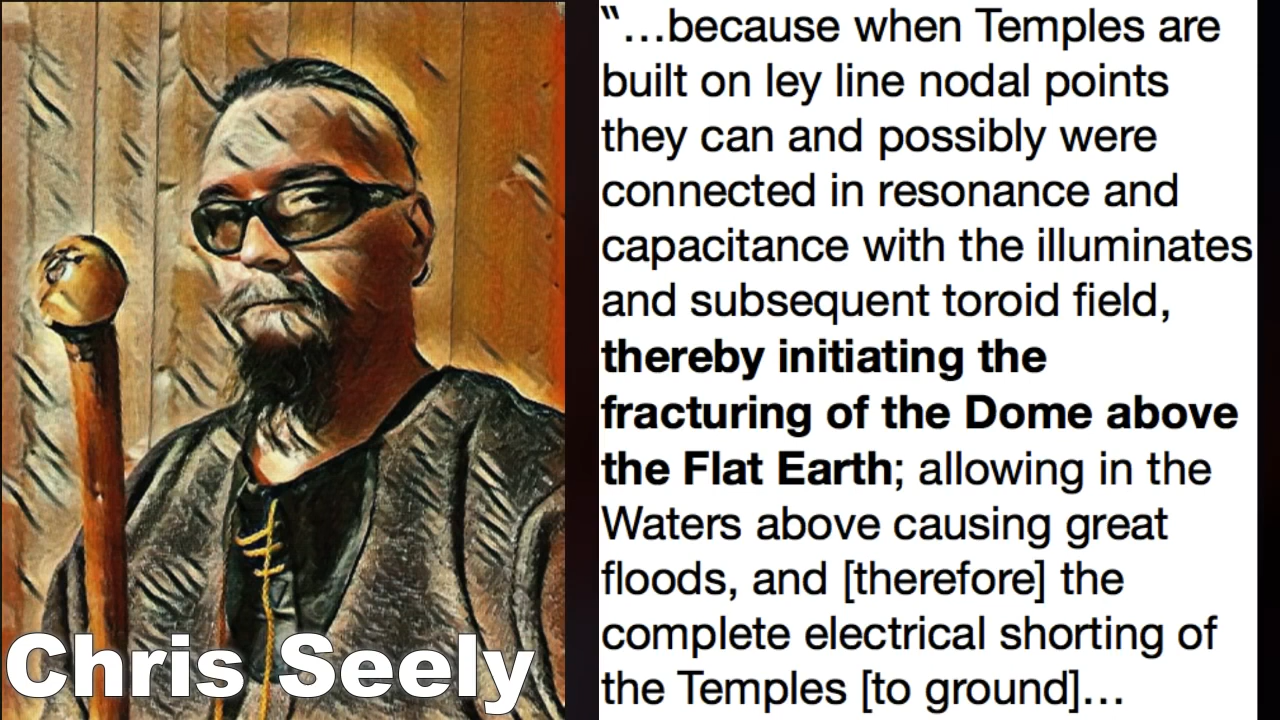 Chris Seely
“…because when Temples are
built on ley line nodal points
they can and possibly were
connected in resonance and
capacitance with the illuminates
and subsequent toroid field,
thereby initiating the
fracturing of the Dome above
the Flat Earth; allowing in the
Waters above causing great
floods, and [therefore] the
complete electrical shorting of
the Temples [to ground]…